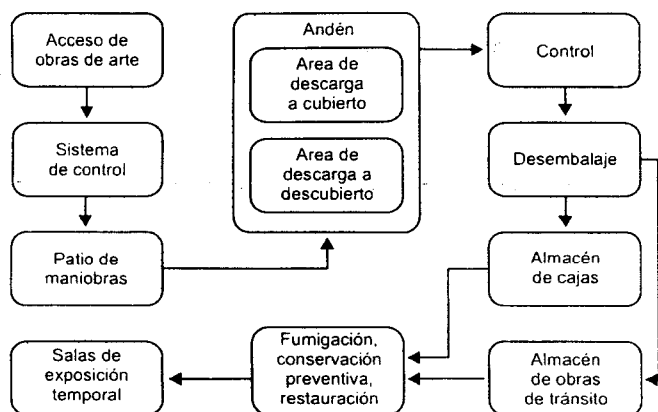 Acceso de
obras de arte
Sistema
de control
Patio de
maniobras
Andén
Area de
descarga
a cubierto
Area de
descarga a
descubierto
Control
Desembalaje
Almacén
de cajas
Almacén
de obras
de tránsito
Fumigación,
conservación
preventiva,
restauración
Salas de
exposición
temporal